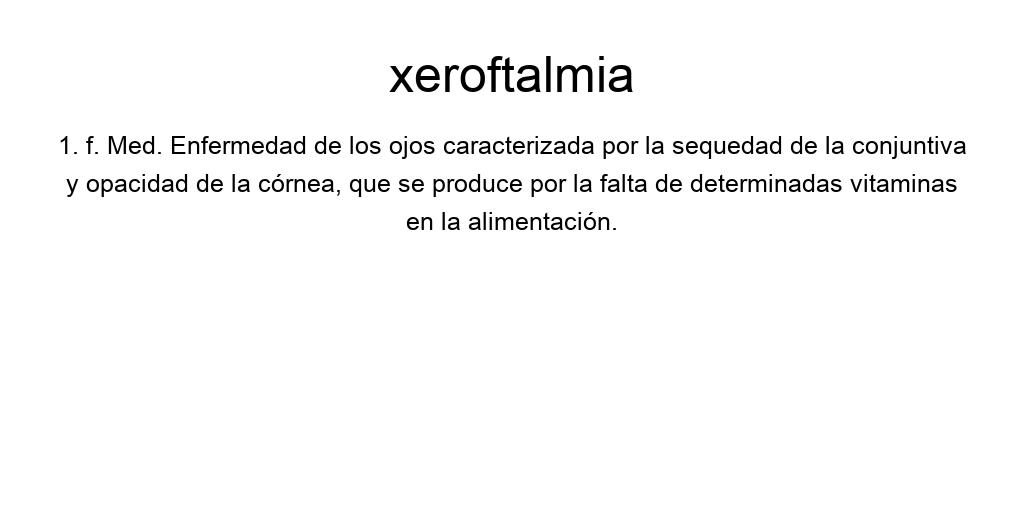 xeroftalmia
1. f. Med. Enfermedad de los ojos caracterizada por la sequedad de la conjuntiva
y opacidad de la córnea, que se produce por la falta de determinadas vitaminas
en la alimentación.